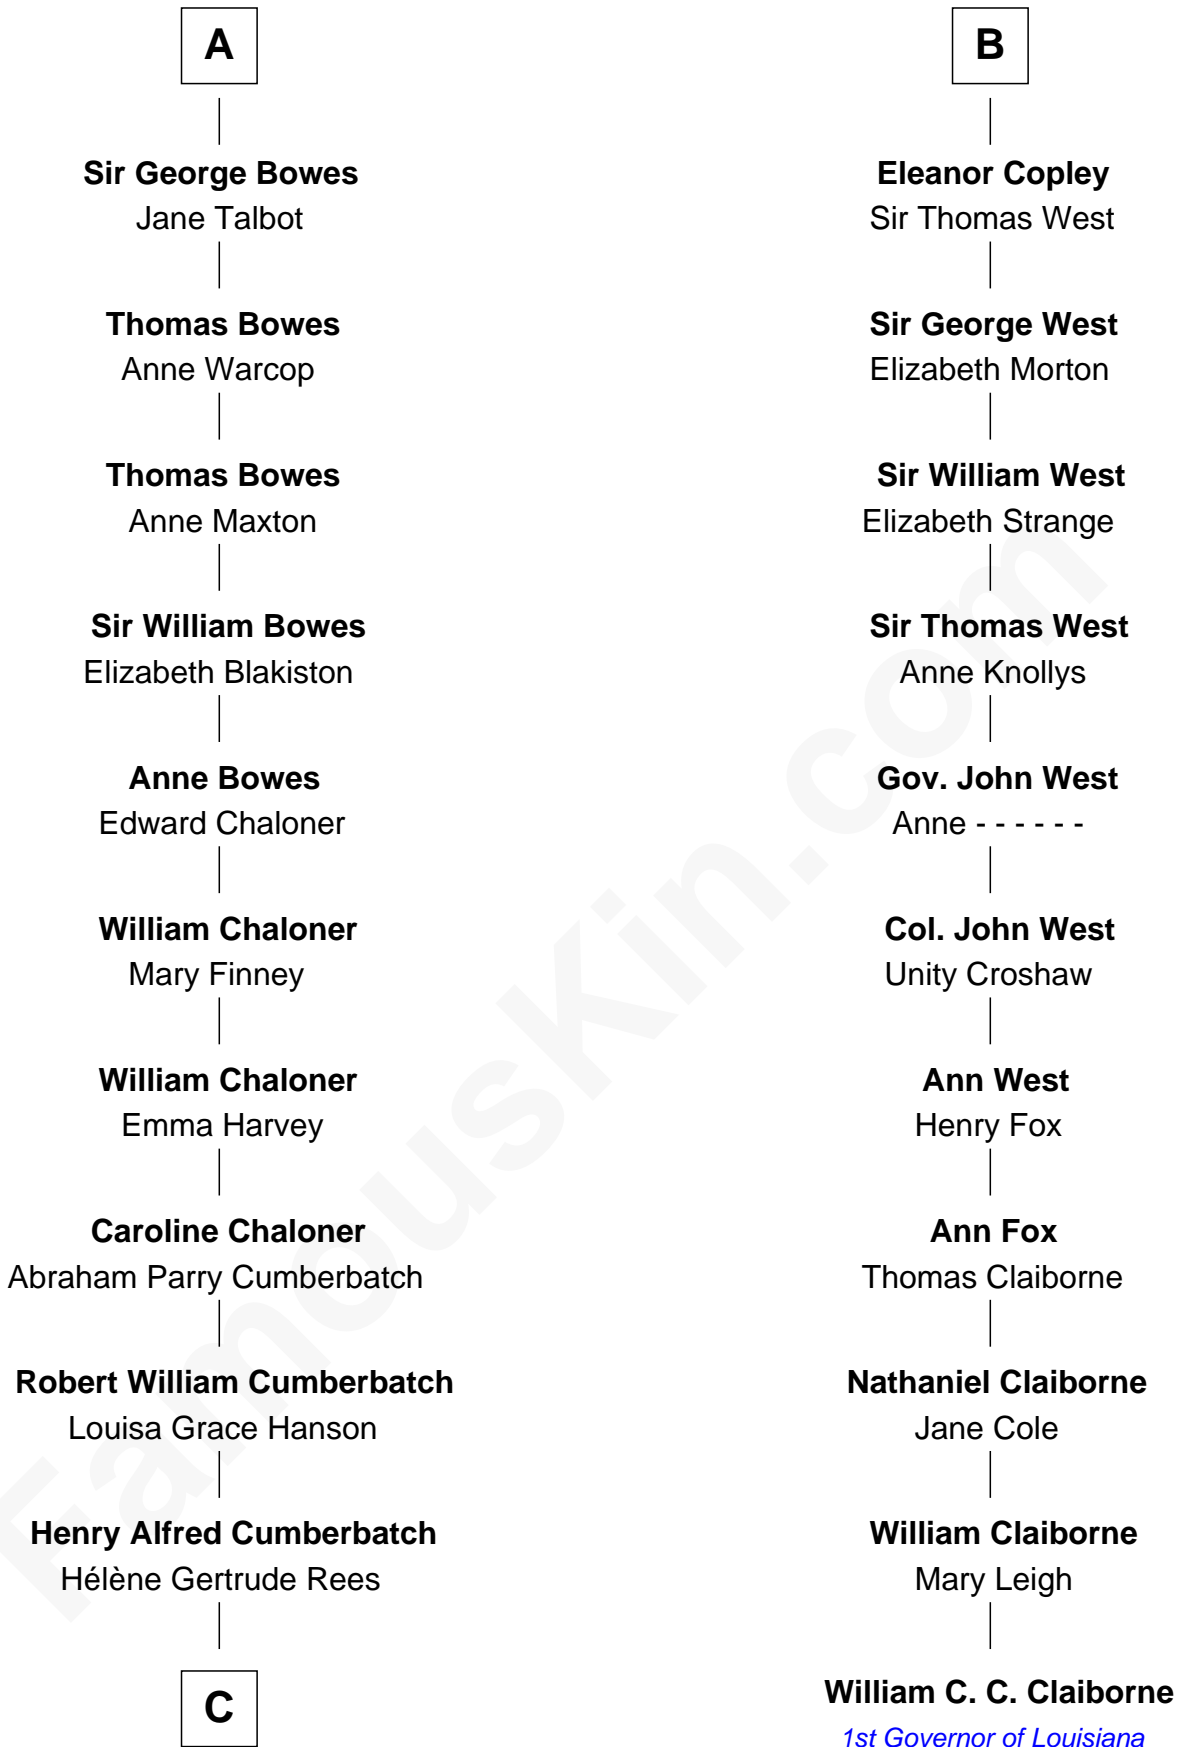 A
Sir George Bowes
Jane Talbot
Thomas Bowes
Anne Warcop
Thomas Bowes
Anne Maxton
Sir William Bowes
Elizabeth Blakiston
Anne Bowes
Edward Chaloner
William Chaloner
Mary Finney
William Chaloner
Emma Harvey
Caroline Chaloner
Abraham Parry Cumberbatch
Robert William Cumberbatch
Louisa Grace Hanson
Henry Alfred Cumberbatch
Hélène Gertrude Rees
C
B
Eleanor Copley
Sir Thomas West
Sir George West
Elizabeth Morton
Sir William West
Elizabeth Strange
Sir Thomas West
Anne Knollys
Gov. John West
Anne - - - - - -
Col. John West
Unity Croshaw
Ann West
Henry Fox
Ann Fox
Thomas Claiborne
Nathaniel Claiborne
Jane Cole
William Claiborne
Mary Leigh
William C. C. Claiborne
1st Governor of Louisiana
FamousKin.com